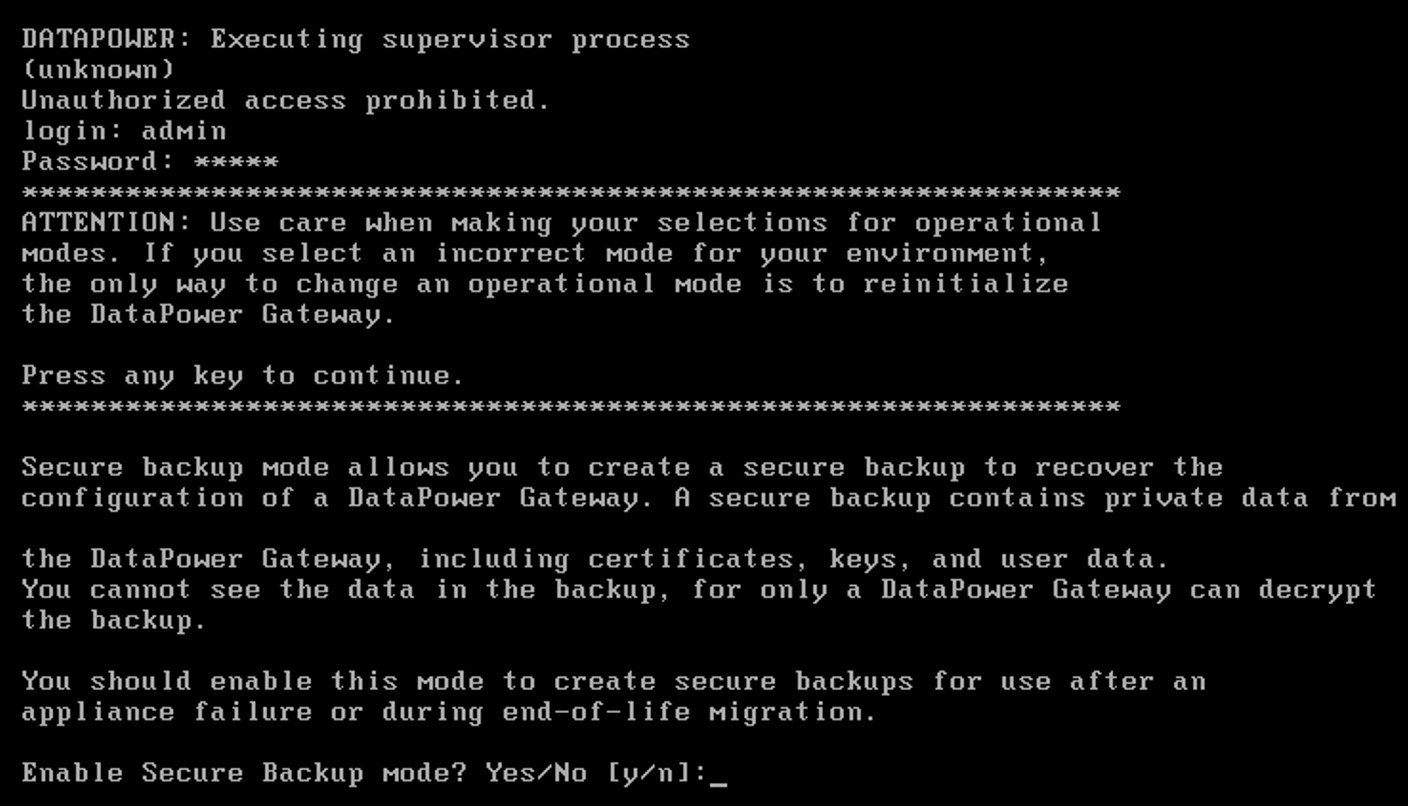 DATAPOWER: Executing supervisor process
(unknown)
Unauthorized access prohibited.
login: admin
Password: *****
****************************************************************
ATTENTION: Use care when making your selections for operational
modes. If you select an incorrect mode for your environment,
the only way to change an operational mode is to reinitialize
the DataPower Gateway.

Press any key to continue.
****************************************************************

Secure backup mode allows you to create a secure backup to recover the
configuration of a DataPower Gateway. A secure backup contains private data from

the DataPower Gateway, including certificates, keys, and user data.
You cannot see the data in the backup, for only a DataPower Gateway can decrypt
the backup.

You should enable this mode to create secure backups for use after an
appliance failure or during end-of-life migration.

Enable Secure Backup mode? Yes/No [y/n]:_